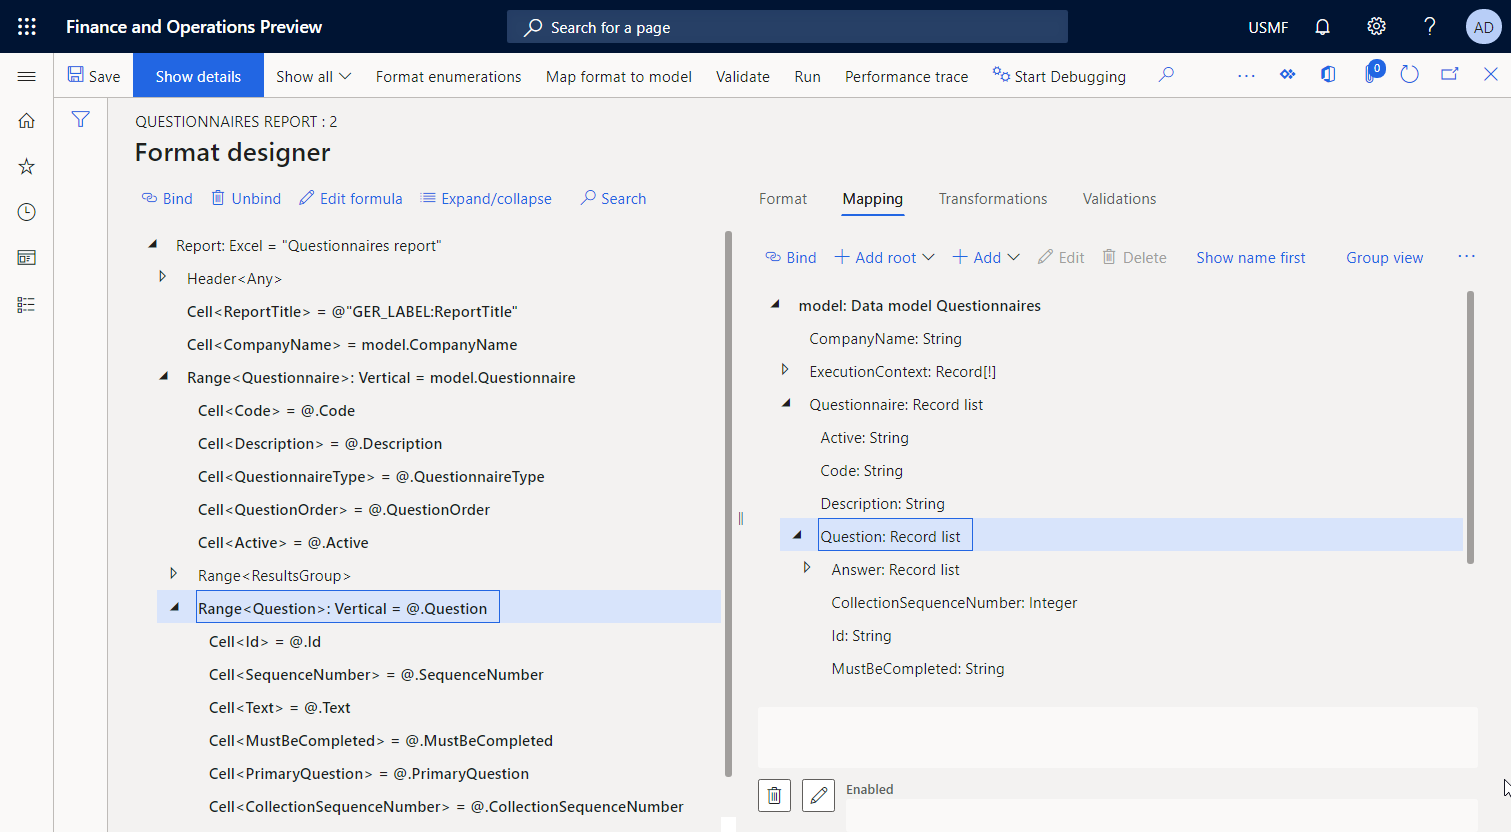 Finance and Operations Preview
Search for a page
USMF
?
AD
Save
Show details
Show all
Format enumerations
Map format to model
Validate
Run
Performance trace
Start Debugging
...
0
QUESTIONNAIRES REPORT : 2
Format designer
Bind
Unbind
Edit formula
Expand/collapse
Search
Report: Excel = "Questionnaires report"
Header<Any>
Cell<ReportTitle> = @"GER_LABEL:ReportTitle"
Cell<CompanyName> = model.CompanyName
Range<Questionnaire>: Vertical = model.Questionnaire
Cell<Code> = @.Code
Cell<Description> = @.Description
Cell<QuestionnaireType> = @.QuestionnaireType
Cell<QuestionOrder> = @.QuestionOrder
Cell<Active> = @.Active
Range<ResultsGroup>
Range<Question>: Vertical = @.Question
Cell<Id> = @.Id
Cell<SequenceNumber> = @.SequenceNumber
Cell<Text> = @.Text
Cell<MustBeCompleted> = @.MustBeCompleted
Cell<PrimaryQuestion> = @.PrimaryQuestion
Cell<CollectionSequenceNumber> = @.CollectionSequenceNumber
Format
Mapping
Transformations
Validations
Bind
Add root
Add
Edit
Delete
Show name first
Group view
...
model: Data model Questionnaires
CompanyName: String
ExecutionContext: Record[!]
Questionnaire: Record list
Active: String
Code: String
Description: String
Question: Record list
Answer: Record list
CollectionSequenceNumber: Integer
Id: String
MustBeCompleted: String
Enabled